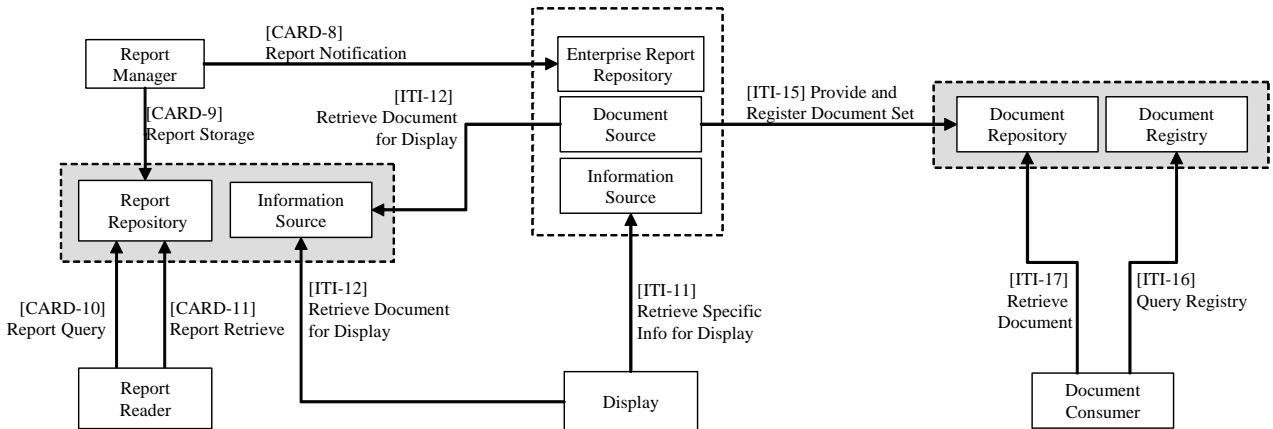 [CARD-8]
Report Notification
Report
Manager
Enterprise Report
Repository
[CARD-9]
Report Storage
[ITI-12]
Retrieve Document
for Display
Document
Source
[ITI-15] Provide and
Register Document Set
Document
Repository
Document
Registry
Report
Repository
Information
Source
Information
Source
[CARD-10]
Report Query
[CARD-11]
Report Retrieve
[ITI-12]
Retrieve Document
for Display
[ITI-11]
Retrieve Specific
Info for Display
[ITI-17]
Retrieve
Document
[ITI-16]
Query Registry
Report
Reader
Display
Document
Consumer